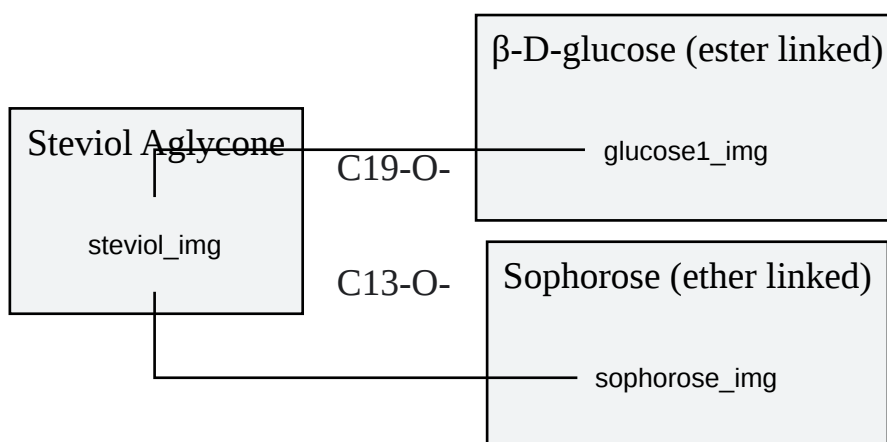 β-D-glucose (ester linked)
Steviol Aglycone
glucose1_img
C19-O-
steviol_img
C13-O-
Sophorose (ether linked)
sophorose_img